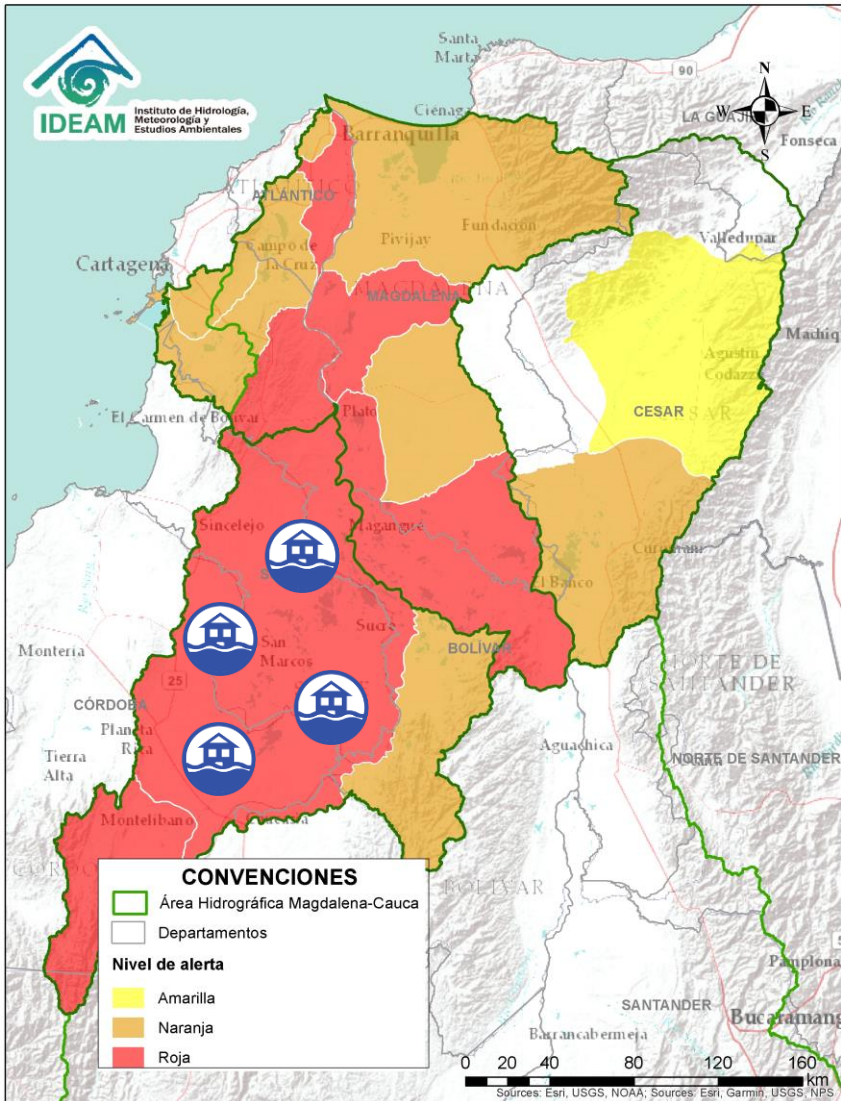 IDEAM
Instituto de Hidrología,
Meteorología y
Estudios Ambientales
Santa
Marta
90
N
W E
S
Ciénaga
LA GUAJIR
Fonseca
Barranquilla
ATLÁNTICO
Campo de
la Cruz
Pivijay
Fundación
Valledupar
Cartagena
MAGDALENA
Machiq
Agustín
Codazzi
CESAR
El Carmen de Bolívar
Plato
Sincelejo
Magangué
Curumaní
El Banco
Montería
San
Marcos
Sucre
BOLÍVAR
NORTE DE
SANTANDER
25
CÓRDOBA
Planeta
Rica
Tierra
Alta
Aguachica
NORTE DE SANTANDER
Montelíbano
CONVENCIONES
Área Hidrográfica Magdalena-Cauca
Departamentos
Nivel de alerta
Amarilla
Naranja
Roja
BOLÍVAR
Pamplona
SANTANDER
Bucaramang
Barrancabermeja
0 20 40 80 120 160
km
Sources: Esri, USGS, NOAA; Sources: Esri, Garmin, USGS, NPS